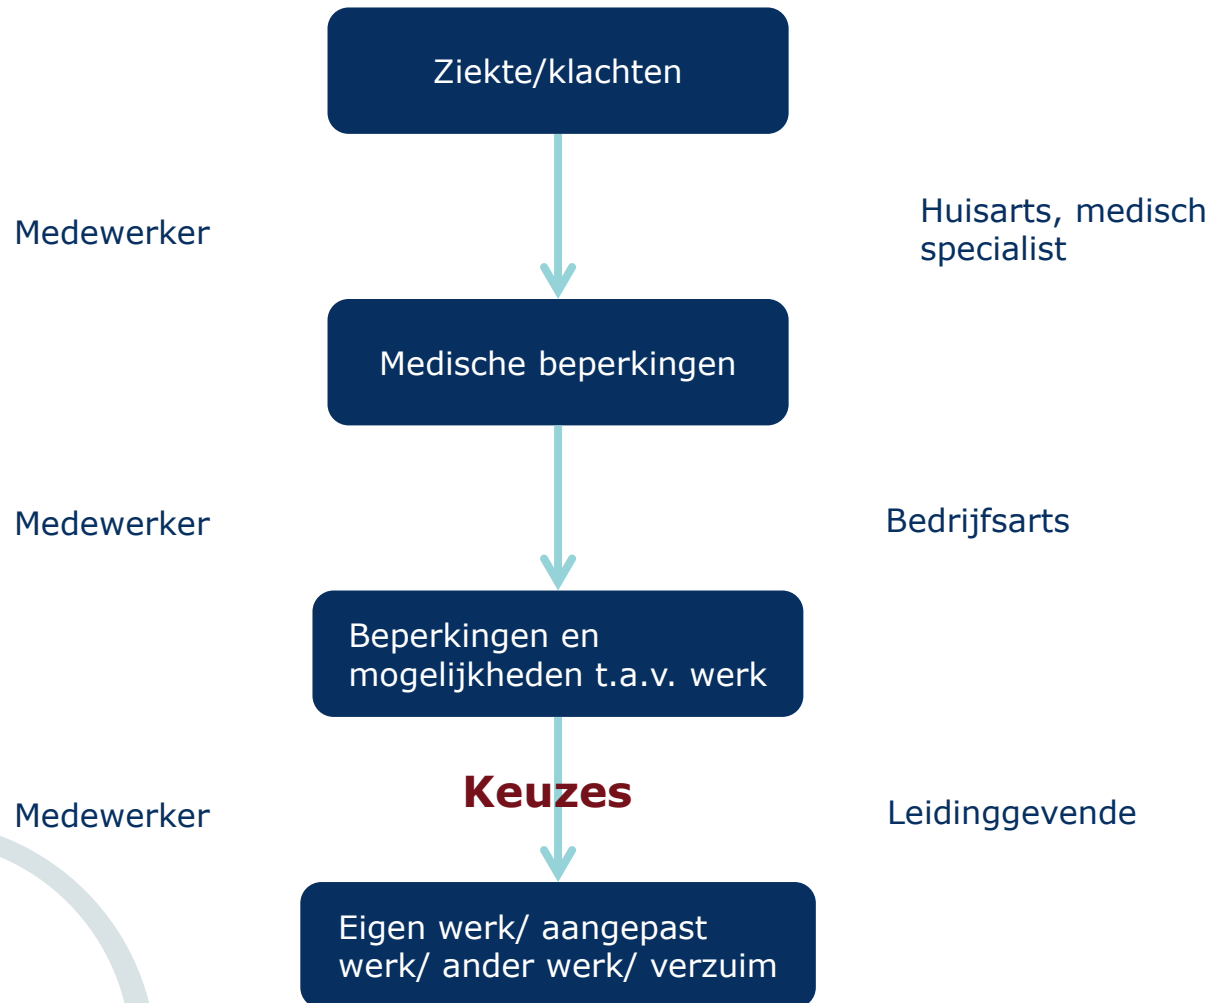 Ziekte/klachten
Medewerker
Huisarts, medisch
specialist
Medische beperkingen
Medewerker
Bedrijfsarts
Beperkingen en
mogelijkheden t.a.v. werk
Keuzes
Medewerker
Leidinggevende
Eigen werk/ aangepast
werk/ ander werk/ verzuim